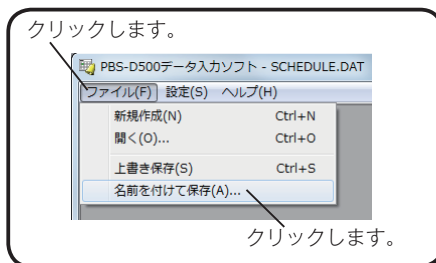 クリックします。
PBS-D500データ入力ソフト - SCHEDULE.DAT
ファイル(F) 設定(S) ヘルプ(H)
新規作成(N) Ctrl+N
開く(O)... Ctrl+O
上書き保存(S) Ctrl+S
名前を付けて保存(A)...
クリックします。